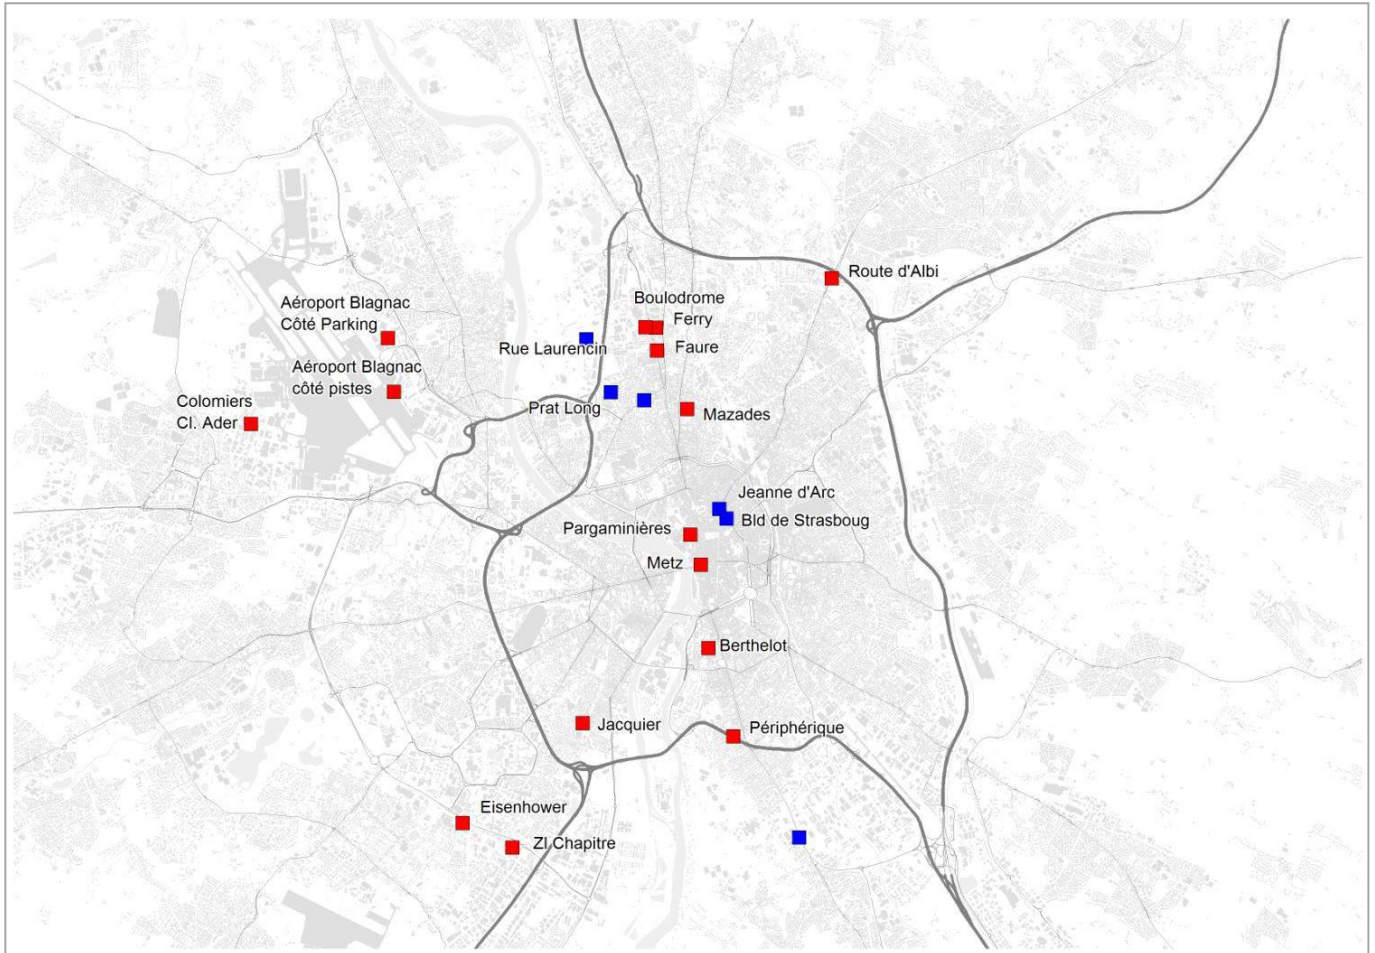 Route d'Albi
Aéroport Blagnac
Côté Parking
Boulodrome
Ferry
Rue Laurencin
Faure
Aéroport Blagnac
côté pistes
Colomiers
Cl. Ader
Prat Long
Mazades
Jeanne d'Arc
Bld de Strasboug
Pargaminières
Metz
Berthelot
Jacquier
Périphérique
Eisenhower
ZI Chapitre